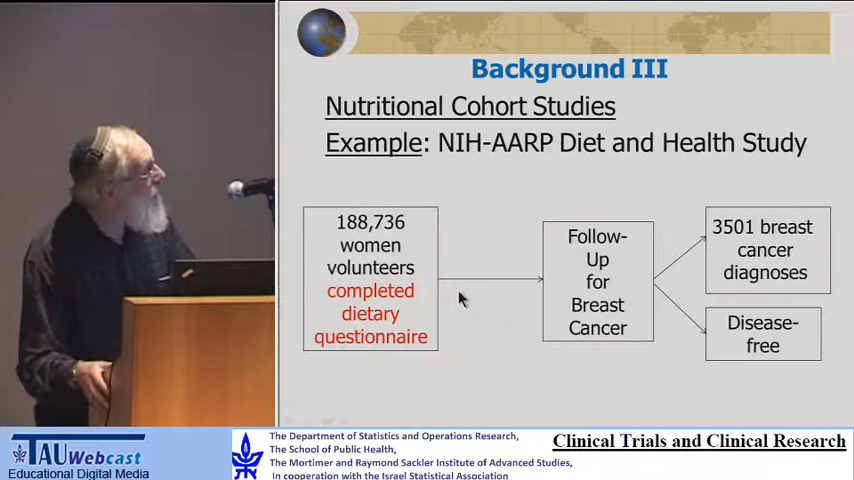 Background III
Nutritional Cohort Studies
Example: NIH-AARP Diet and Health Study
188,736
women
volunteers
completed
dietary
questionnaire
Follow-
Up
for
Breast
Cancer
3501 breast
cancer
diagnoses
Disease-
free
TAU Webcast
Educational Digital Media
The Department of Statistics and Operations Research,
The School of Public Health,
The Mortimer and Raymond Sackler Institute of Advanced Studies,
In cooperation with the Israel Statistical Association
Clinical Trials and Clinical Research